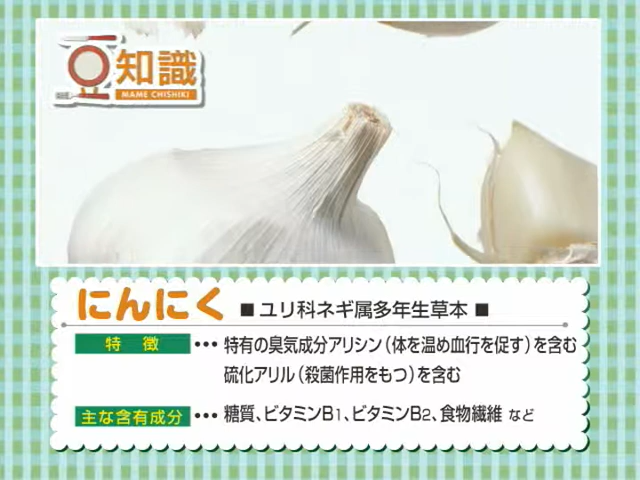 豆知識
MAME CHISHIKI
にんにく ■ ユリ科ネギ属多年生草本 ■
特 徴 ••• 特有の臭気成分アリシン(体を温め血行を促す)を含む
硫化アリル(殺菌作用をもつ)を含む
主な含有成分 ••• 糖質、ビタミンB1、ビタミンB2、食物繊維 など